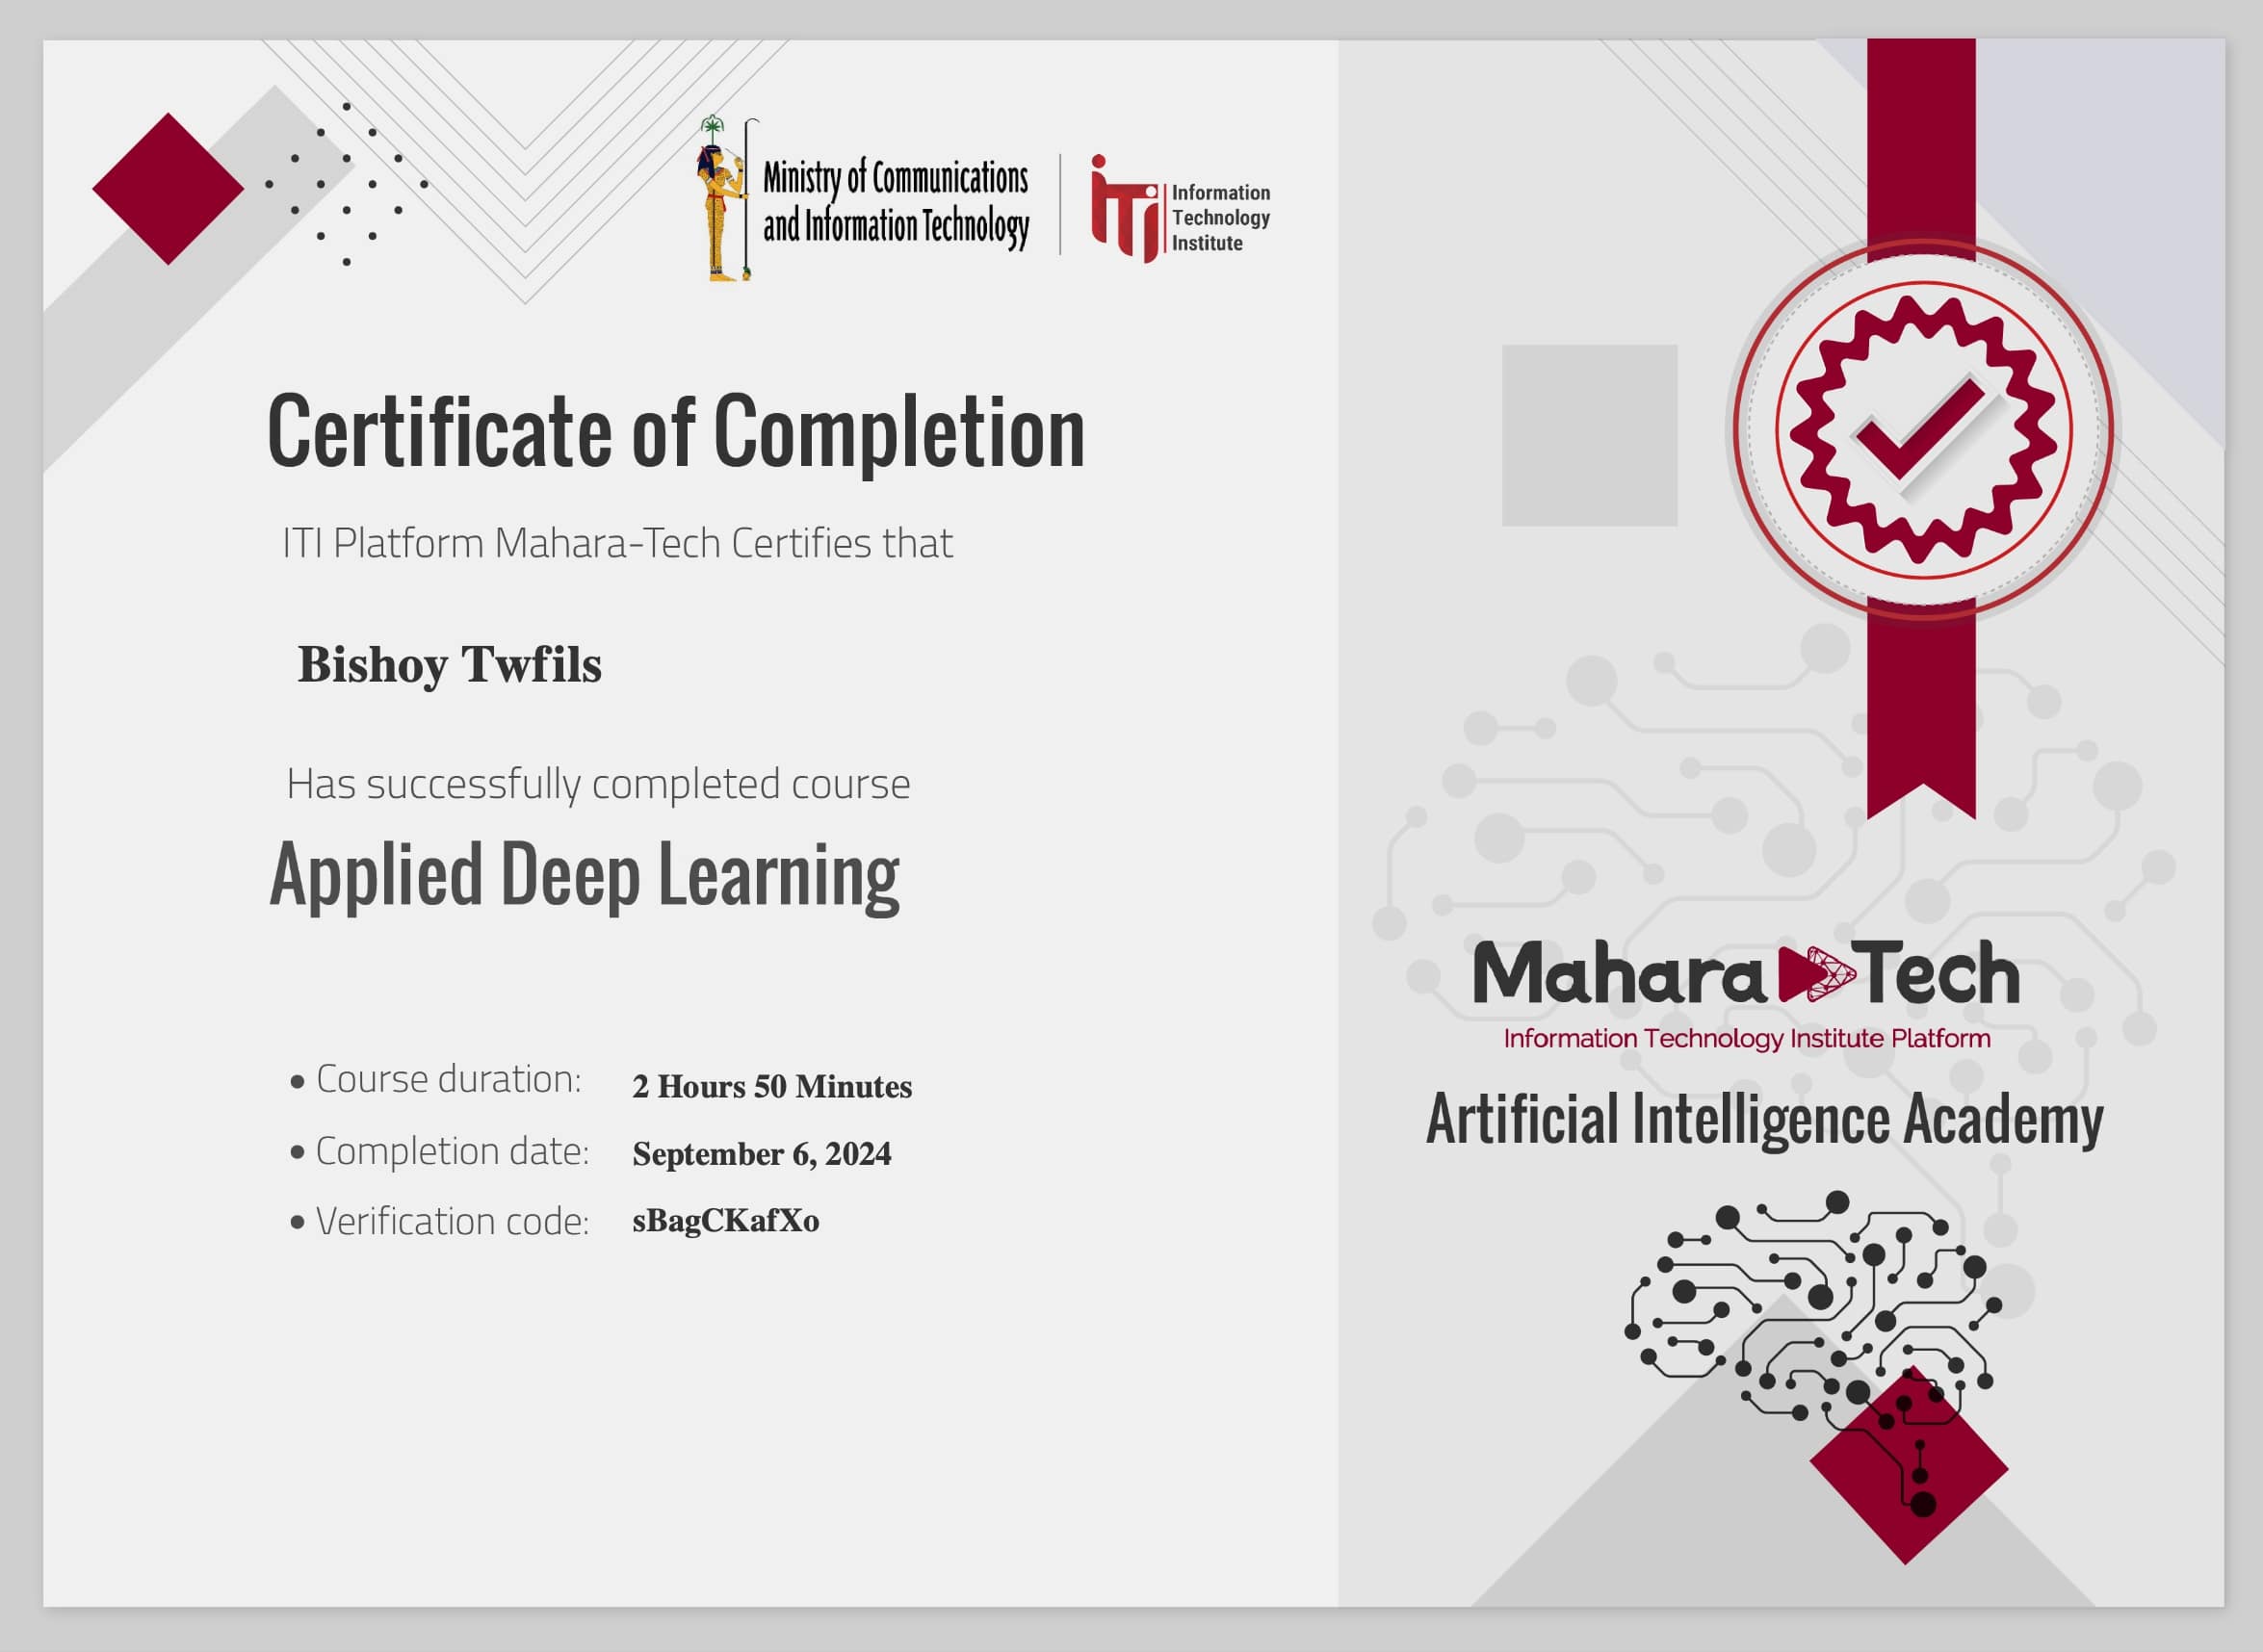 Ministry of Communications
and Information Technology
iTi
Information
Technology
Institute
Certificate of Completion
ITI Platform Mahara-Tech Certifies that
Bishoy Twfils
Has successfully completed course
Applied Deep Learning
• Course duration: 2 Hours 50 Minutes
• Completion date: September 6, 2024
• Verification code: sBagCKafXo
Mahara Tech
Information Technology Institute Platform
Artificial Intelligence Academy